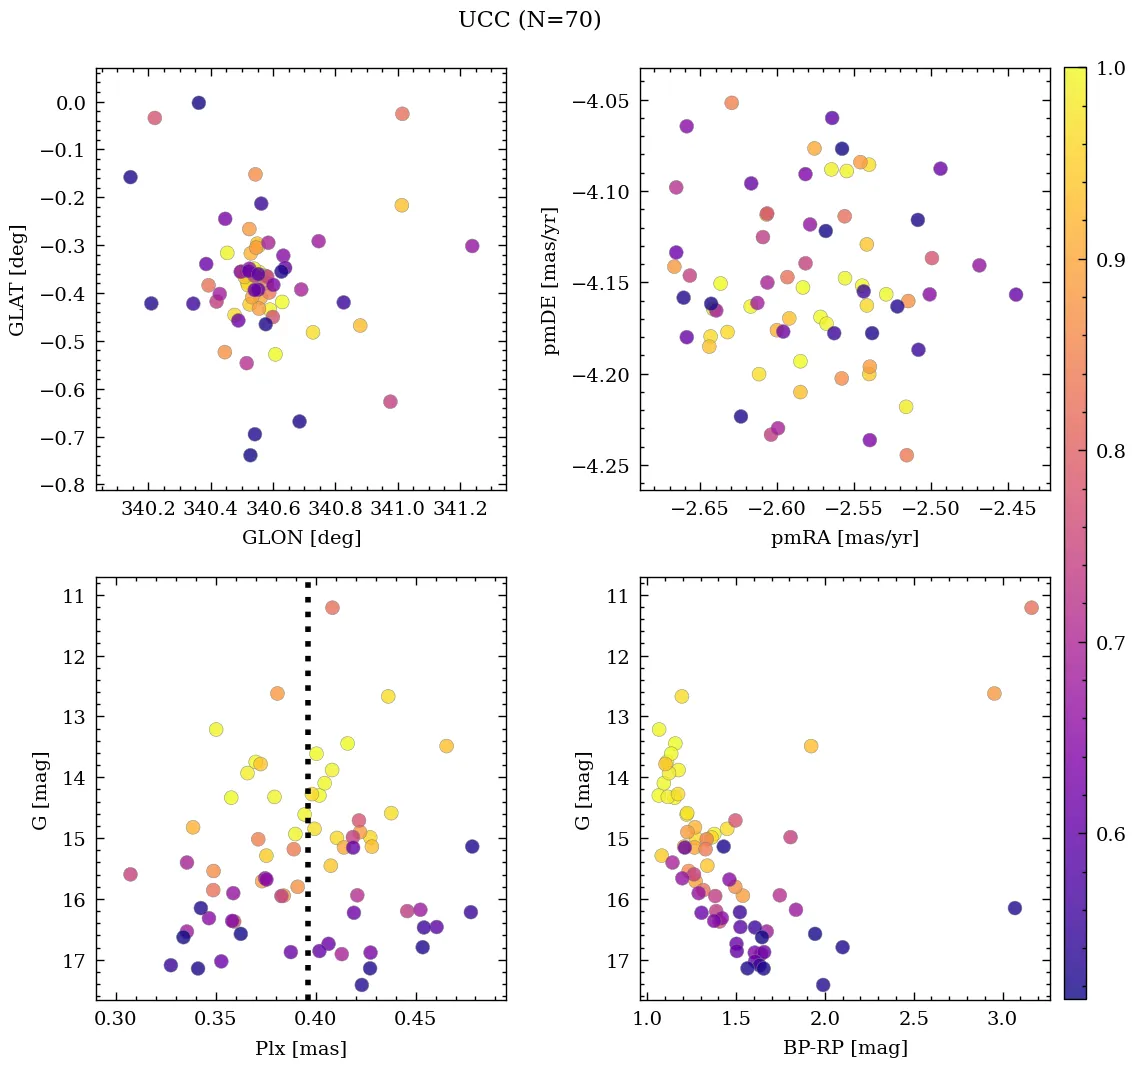 UCC (N=70)
0.0
−0.1
−0.2
−0.3
−0.4
−0.5
−0.6
−0.7
−0.8
GLAT [deg]
340.2 340.4 340.6 340.8 341.0 341.2
GLON [deg]
−4.05
−4.10
−4.15
−4.20
−4.25
pmDE [mas/yr]
−2.65 −2.60 −2.55 −2.50 −2.45
pmRA [mas/yr]
1.0
0.9
0.8
0.7
0.6
11
12
13
14
15
16
17
G [mag]
0.30 0.35 0.40 0.45
Plx [mas]
11
12
13
14
15
16
17
G [mag]
1.0 1.5 2.0 2.5 3.0
BP-RP [mag]